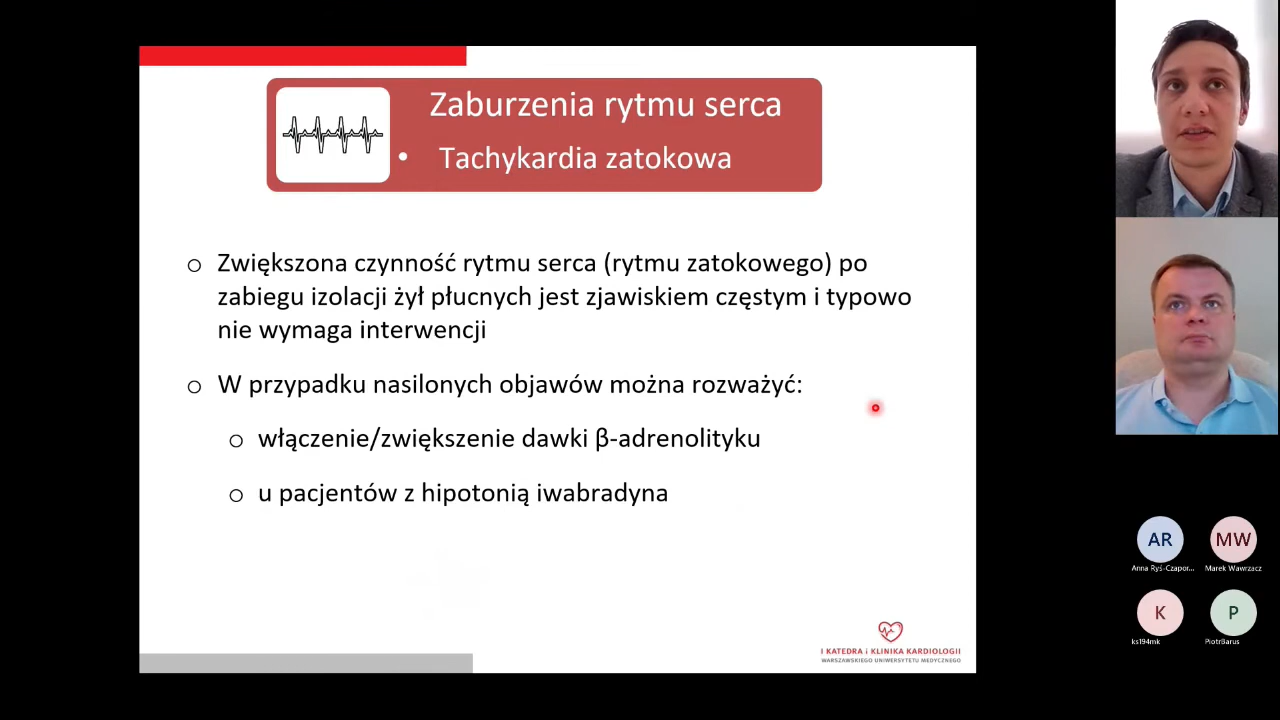 Zaburzenia rytmu serca
• Tachykardia zatokowa
o Zwiększona czynność rytmu serca (rytmu zatokowego) po
zabiegu izolacji żył płucnych jest zjawiskiem częstym i typowo
nie wymaga interwencji
o W przypadku nasilonych objawów można rozważyć:
o włączenie/zwiększenie dawki β-adrenolityku
o u pacjentów z hipotonią iwabradyna
I KATEDRA i KLINIKA KARDIOLOGII
WARSZAWSKIEGO UNIWERSYTETU MEDYCZNEGO
AR
MW
Anna Ryś-Czapor...
Marek Wawrzacz
K
P
ks194mk
PiotrBarus